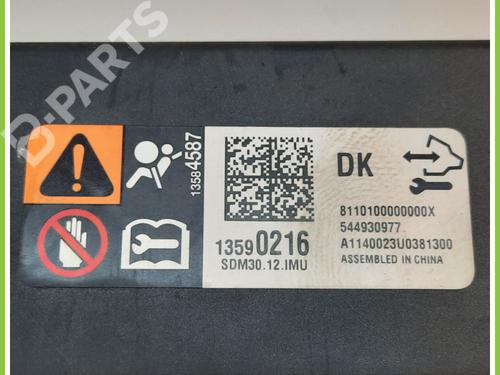 B-PARTS
13584587
13590216
SDM30.12.IMU
DK
8110100000000X
544930977
A1140023U0381300
ASSEMBLED IN CHINA